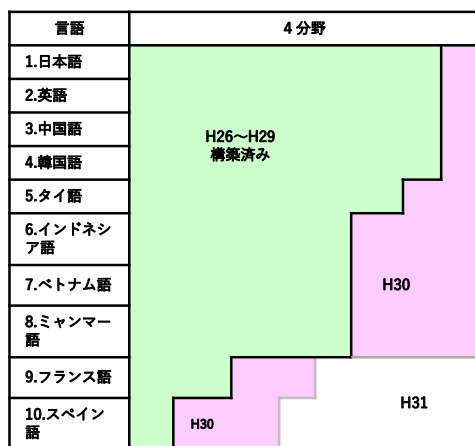 言語
4分野
1.日本語
2.英語
3.中国語
4.韓国語
5.タイ語
6.インドネシ
ア語
7.ベトナム語
8.ミャンマー
語
9.フランス語
10.スペイン
語
H26～H29
構築済み
H30
H30
H31